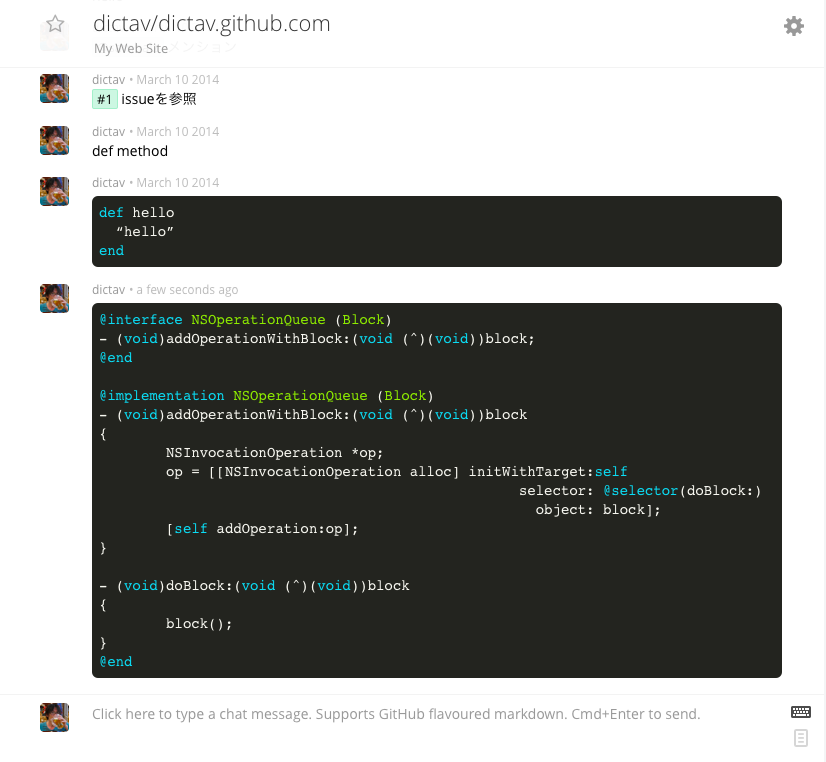 dictav/dictav.github.com
My Web Site メンション
dictav • March 10 2014
#1 issueを参照
dictav • March 10 2014
def method
dictav • March 10 2014
def hello
  “hello”
end
dictav • a few seconds ago
@interface NSOperationQueue (Block)
- (void)addOperationWithBlock:(void (^)(void))block;
@end
@implementation NSOperationQueue (Block)
- (void)addOperationWithBlock:(void (^)(void))block
{
        NSInvocationOperation *op;
        op = [[NSInvocationOperation alloc] initWithTarget:self
                                                  selector: @selector(doBlock:)
                                                    object: block];
        [self addOperation:op];
}
- (void)doBlock:(void (^)(void))block
{
        block();
}
@end
Click here to type a chat message. Supports GitHub flavoured markdown. Cmd+Enter to send.